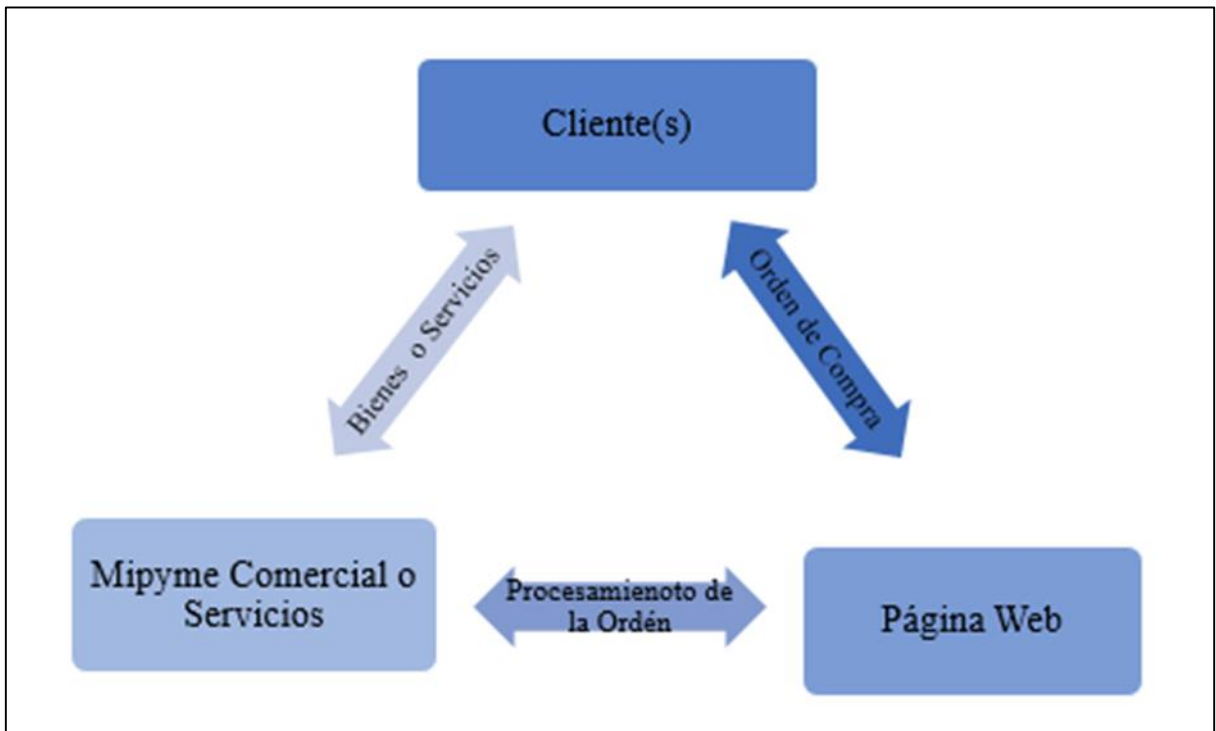 Cliente(s)
Bienes o Servicios
Orden de Compra
Mipyme Comercial o
Servicios
Procesamienoto de
la Ordén
Página Web